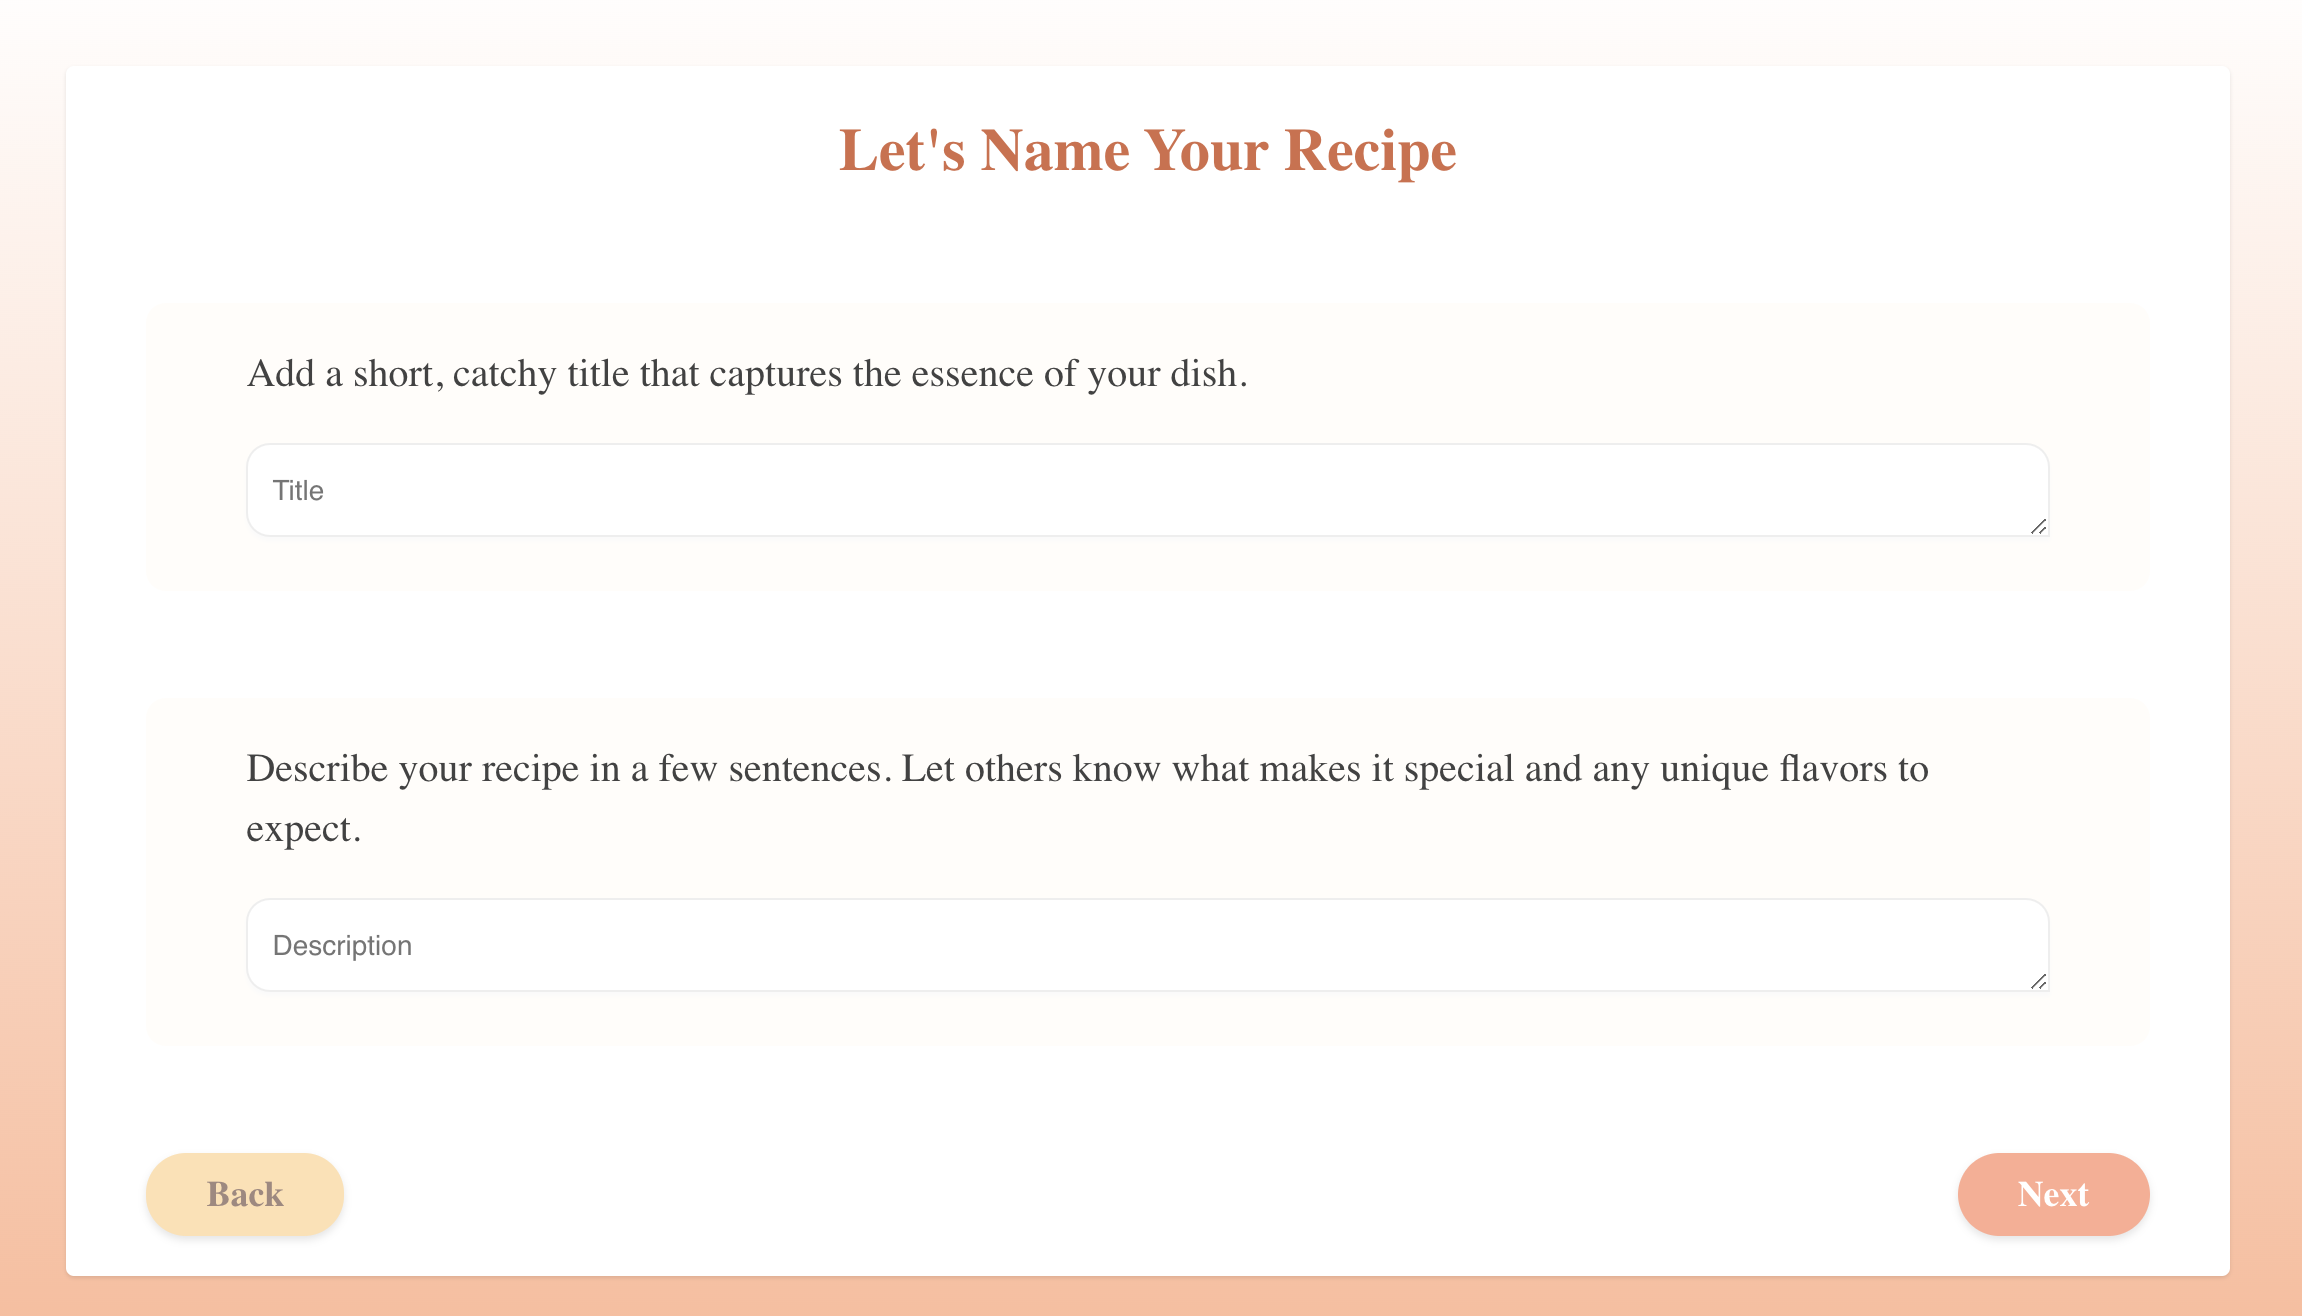 Let's Name Your Recipe
Add a short, catchy title that captures the essence of your dish.
Title
Describe your recipe in a few sentences. Let others know what makes it special and any unique flavors to
expect.
Description
Back
Next